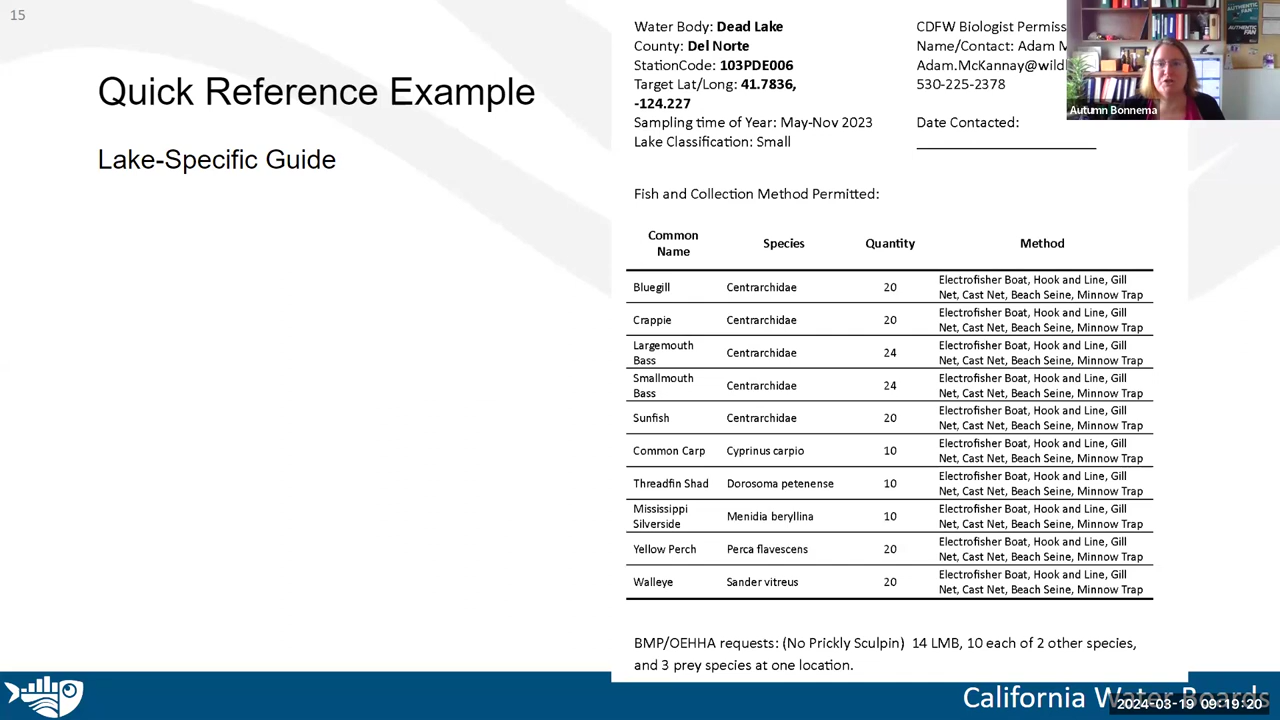 15
Quick Reference Example
Lake-Specific Guide
Water Body: Dead Lake
County: Del Norte
StationCode: 103PDE006
Target Lat/Long: 41.7836,
-124.227
Sampling time of Year: May-Nov 2023
Lake Classification: Small
CDFW Biologist
Name/Contact: Adam
530-225-2378
Date Contacted:
AUTHENTIC
FAN
AUTHENTIC
FAN
Autumn Bonnema
Fish and Collection Method Permitted:
Common
Name
Species
Quantity
Method
Bluegill
Centrarchidae
20
Electrofisher Boat, Hook and Line, Gill
Net, Cast Net, Beach Seine, Minnow Trap
Crappie
Centrarchidae
20
Electrofisher Boat, Hook and Line, Gill
Net, Cast Net, Beach Seine, Minnow Trap
Largemouth
Bass
Centrarchidae
24
Electrofisher Boat, Hook and Line, Gill
Net, Cast Net, Beach Seine, Minnow Trap
Smallmouth
Bass
Centrarchidae
24
Electrofisher Boat, Hook and Line, Gill
Net, Cast Net, Beach Seine, Minnow Trap
Sunfish
Centrarchidae
20
Electrofisher Boat, Hook and Line, Gill
Net, Cast Net, Beach Seine, Minnow Trap
Common Carp
Cyprinus carpio
10
Electrofisher Boat, Hook and Line, Gill
Net, Cast Net, Beach Seine, Minnow Trap
Threadfin Shad
Dorosoma petenense
10
Electrofisher Boat, Hook and Line, Gill
Net, Cast Net, Beach Seine, Minnow Trap
Mississippi
Silverside
Menidia beryllina
10
Electrofisher Boat, Hook and Line, Gill
Net, Cast Net, Beach Seine, Minnow Trap
Yellow Perch
Perca flavescens
20
Electrofisher Boat, Hook and Line, Gill
Net, Cast Net, Beach Seine, Minnow Trap
Walleye
Sander vitreus
20
Electrofisher Boat, Hook and Line, Gill
Net, Cast Net, Beach Seine, Minnow Trap
BMP/OEHHA requests: (No Prickly Sculpin) 14 LMB, 10 each of 2 other species,
and 3 prey species at one location.
California Water Boards
2024-03-19 09:19:20